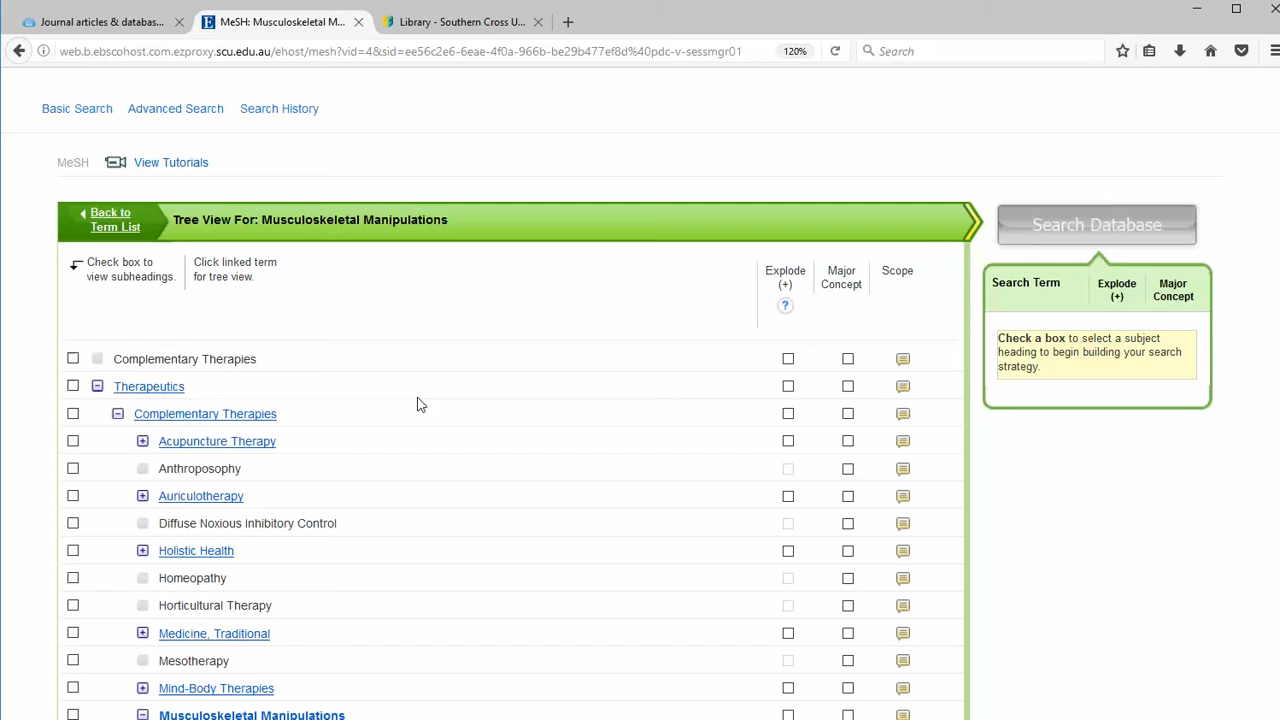 Journal articles & databas...
MeSH: Musculoskeletal M...
Library - Southern Cross U...
web.b.ebscohost.com.ezproxy.scu.edu.au/ehost/mesh?vid=4&sid=ee56c2e6-6eae-4f0a-966b-be29b477ef8d%40pdc-v-sessmgr01
120%
Search
Basic Search
Advanced Search
Search History
MeSH
View Tutorials
Back to
Term List
Tree View For: Musculoskeletal Manipulations
Search Database
Check box to
view subheadings.
Click linked term
for tree view.
Explode
(+)
?
Major
Concept
Scope
Search Term
Explode
(+)
Major
Concept
Check a box to select a subject
heading to begin building your search
strategy.
Complementary Therapies
Therapeutics
Complementary Therapies
Acupuncture Therapy
Anthroposophy
Auriculotherapy
Diffuse Noxious Inhibitory Control
Holistic Health
Homeopathy
Horticultural Therapy
Medicine, Traditional
Mesotherapy
Mind-Body Therapies
Musculoskeletal Manipulations